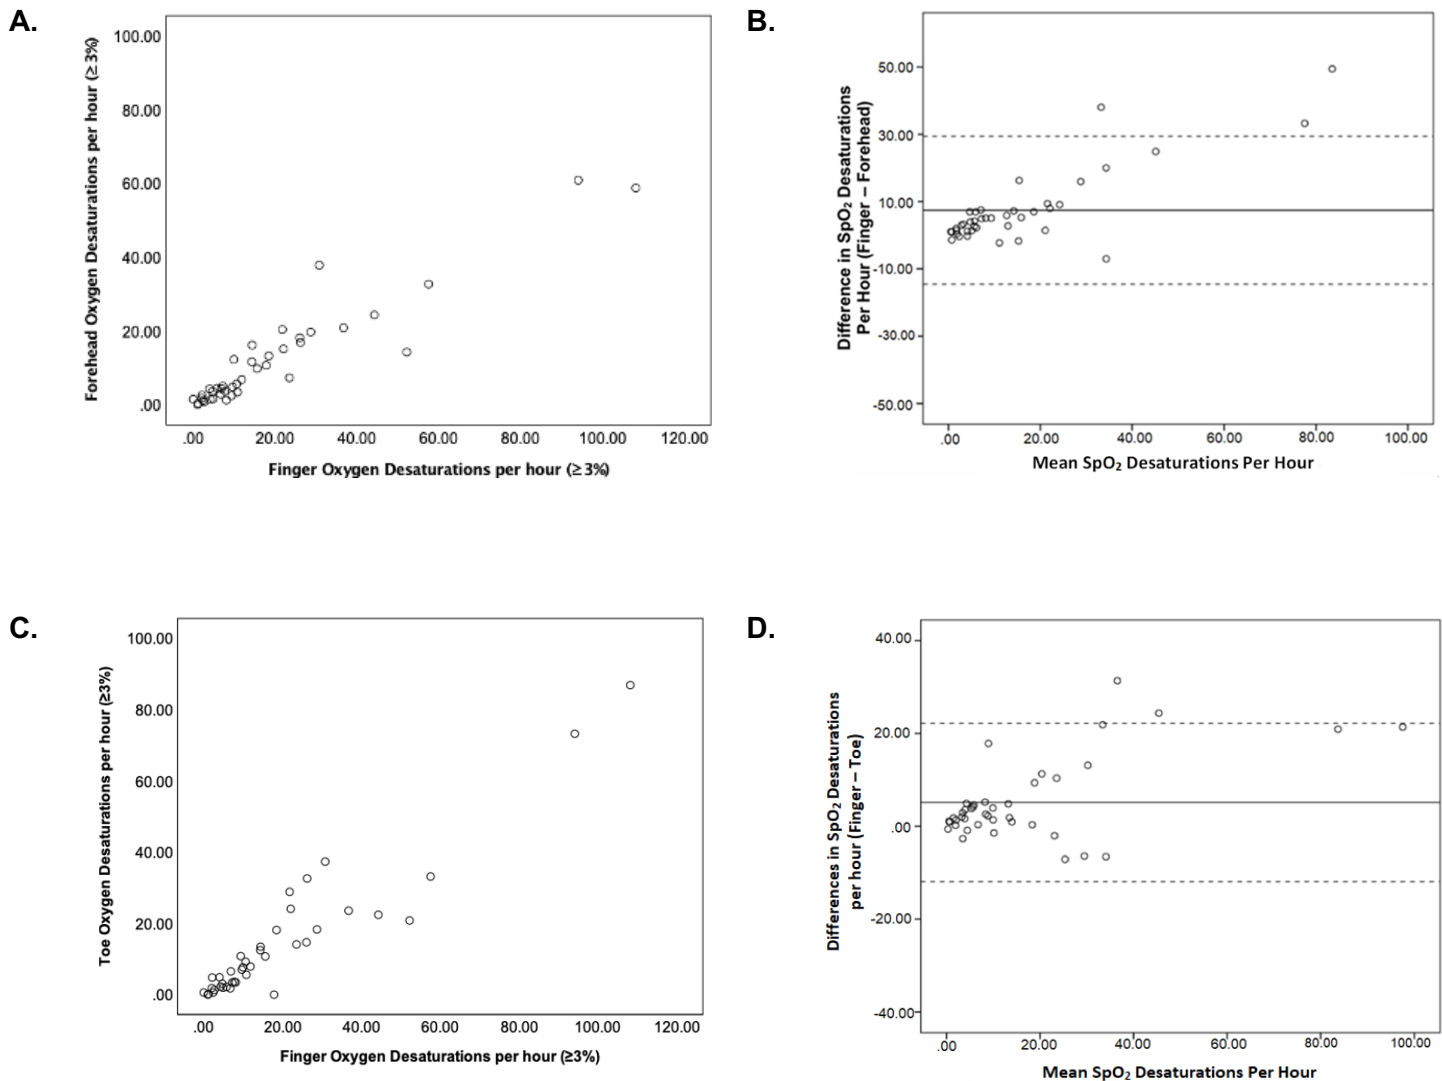 A.
Forehead Oxygen Desaturations per hour (≥ 3%)
100.00
80.00
60.00
40.00
20.00
.00
.00 20.00 40.00 60.00 80.00 100.00 120.00
Finger Oxygen Desaturations per hour (≥ 3%)
B.
Difference in SpO₂ Desaturations
Per Hour (Finger – Forehead)
50.00
30.00
10.00
-10.00
-30.00
-50.00
.00 20.00 40.00 60.00 80.00 100.00
Mean SpO₂ Desaturations Per Hour
C.
Toe Oxygen Desaturations per hour (≥3%)
100.00
80.00
60.00
40.00
20.00
.00
.00 20.00 40.00 60.00 80.00 100.00 120.00
Finger Oxygen Desaturations per hour (≥3%)
D.
Differences in SpO₂ Desaturations
per hour (Finger – Toe)
40.00
20.00
.00
-20.00
-40.00
.00 20.00 40.00 60.00 80.00 100.00
Mean SpO₂ Desaturations Per Hour